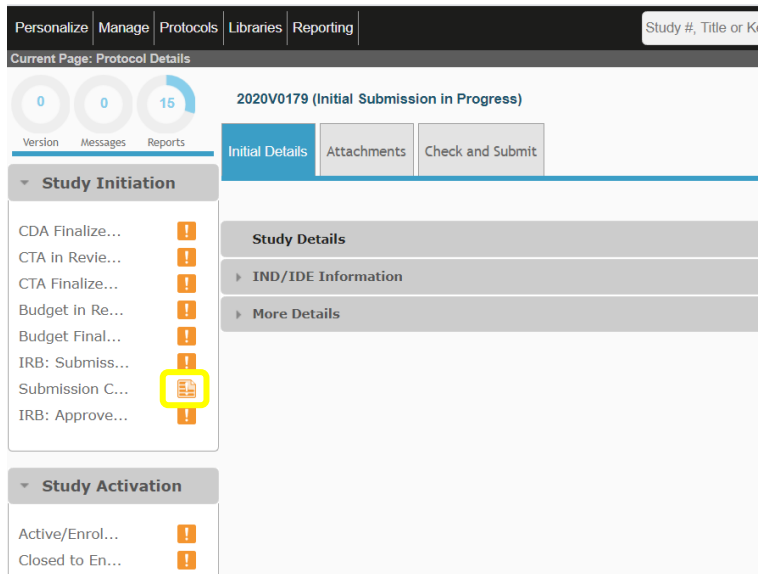 Personalize Manage Protocols Libraries Reporting Study #, Title or Ke
Current Page: Protocol Details
0 0 15
Version Messages Reports
2020V0179 (Initial Submission in Progress)
Initial Details Attachments Check and Submit
Study Initiation
CDA Finalize...
CTA in Revie...
CTA Finalize...
Budget in Re...
Budget Final...
IRB: Submiss...
Submission C...
IRB: Approve...
Study Details
IND/IDE Information
More Details
Study Activation
Active/Enrol...
Closed to En...